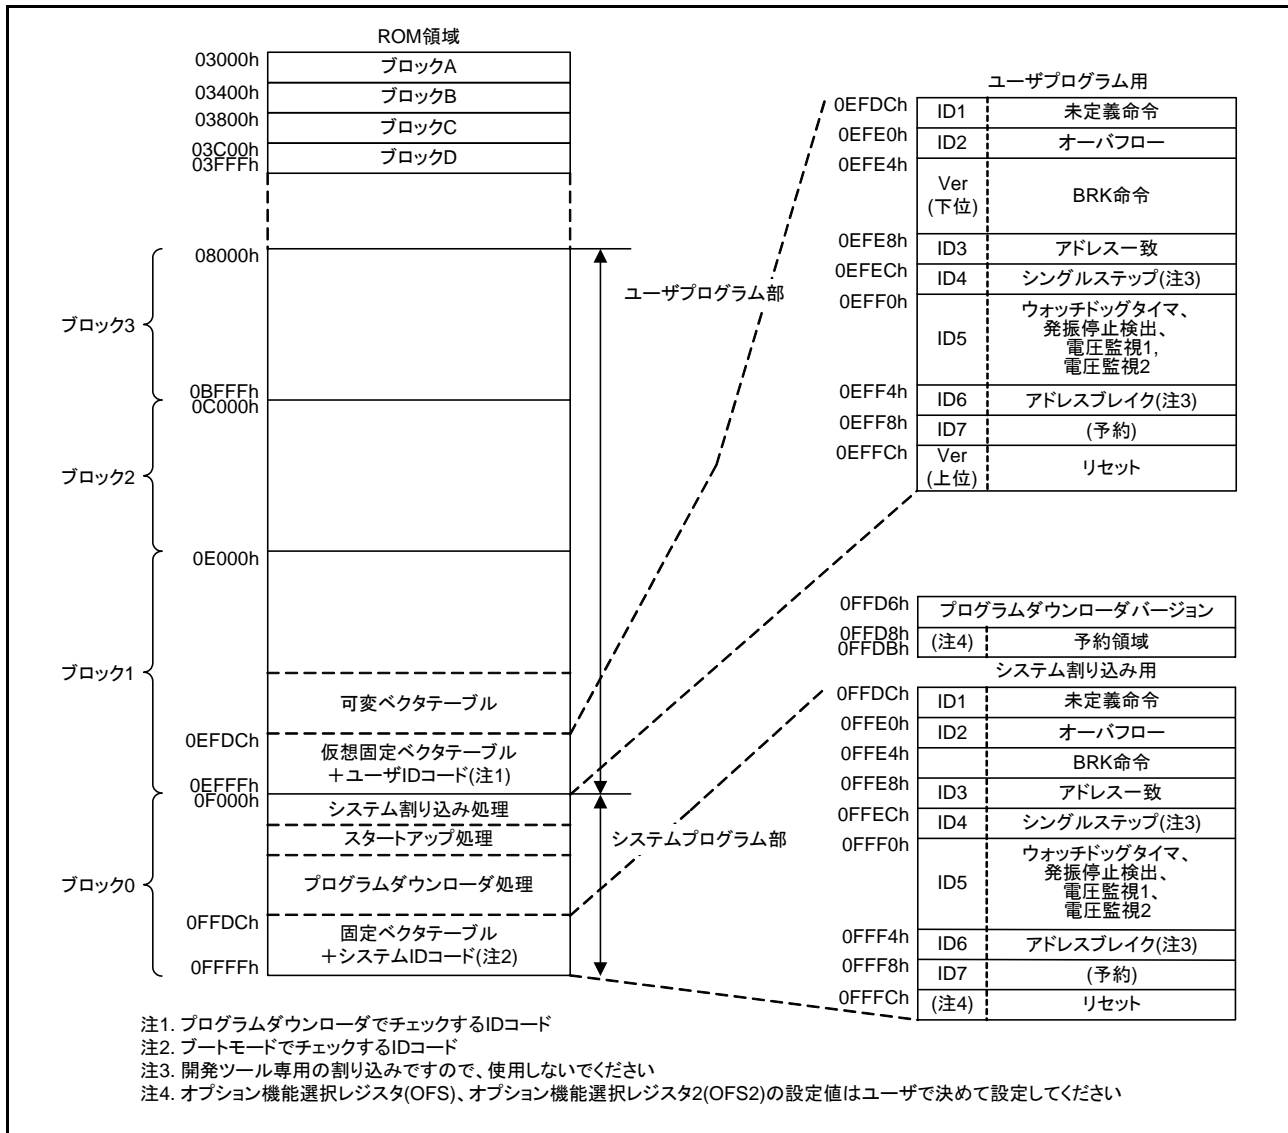 ROM領域
03000h
ブロックA
03400h
ブロックB
03800h
ブロックC
03C00h
03FFFh
ブロックD
08000h
ユーザプログラム部
ブロック3
0BFFFh
0C000h
ブロック2
0E000h
ブロック1
可変ベクタテーブル
0EFDCh
仮想固定ベクタテーブル
+ユーザIDコード(注1)
0EFFFh
0F000h
システム割り込み処理
スタートアップ処理
システムプログラム部
ブロック0
プログラムダウンローダ処理
0FFDCh
固定ベクタテーブル
+システムIDコード(注2)
0FFFFh
ユーザプログラム用
0EFDCh
ID1 未定義命令
0EFE0h
ID2 オーバフロー
0EFE4h
Ver
(下位)
BRK命令
0EFE8h
ID3 アドレス一致
0EFECh
ID4 シングルステップ(注3)
0EFF0h
ID5
ウォッチドッグタイマ、
発振停止検出、
電圧監視1,
電圧監視2
0EFF4h
ID6 アドレスブレイク(注3)
0EFF8h
ID7 (予約)
0EFFCh
Ver
(上位)
リセット
0FFD6h
プログラムダウンローダバージョン
0FFD8h
0FFDBh
(注4) 予約領域
システム割り込み用
0FFDCh
ID1 未定義命令
0FFE0h
ID2 オーバフロー
0FFE4h
BRK命令
0FFE8h
ID3 アドレス一致
0FFECh
ID4 シングルステップ(注3)
0FFF0h
ID5
ウォッチドッグタイマ、
発振停止検出、
電圧監視1、
電圧監視2
0FFF4h
ID6 アドレスブレイク(注3)
0FFF8h
ID7 (予約)
0FFFCh
(注4) リセット
注1. プログラムダウンローダでチェックするIDコード
注2. ブートモードでチェックするIDコード
注3. 開発ツール専用の割り込みですので、使用しないでください
注4. オプション機能選択レジスタ(OFS)、オプション機能選択レジスタ2(OFS2)の設定値はユーザで決めて設定してください